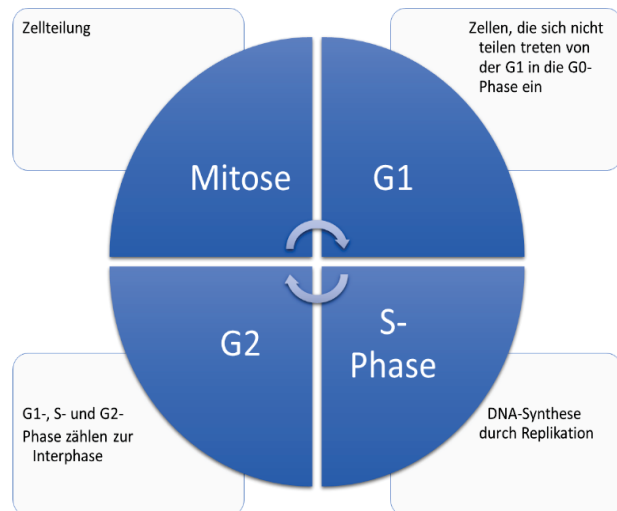 Zellteilung
Zellen, die sich nicht
teilen treten von
der G1 in die G0-
Phase ein
Mitose
G1
G2
S-
Phase
G1-, S- und G2-
Phase zählen zur
Interphase
DNA-Synthese
durch Replikation